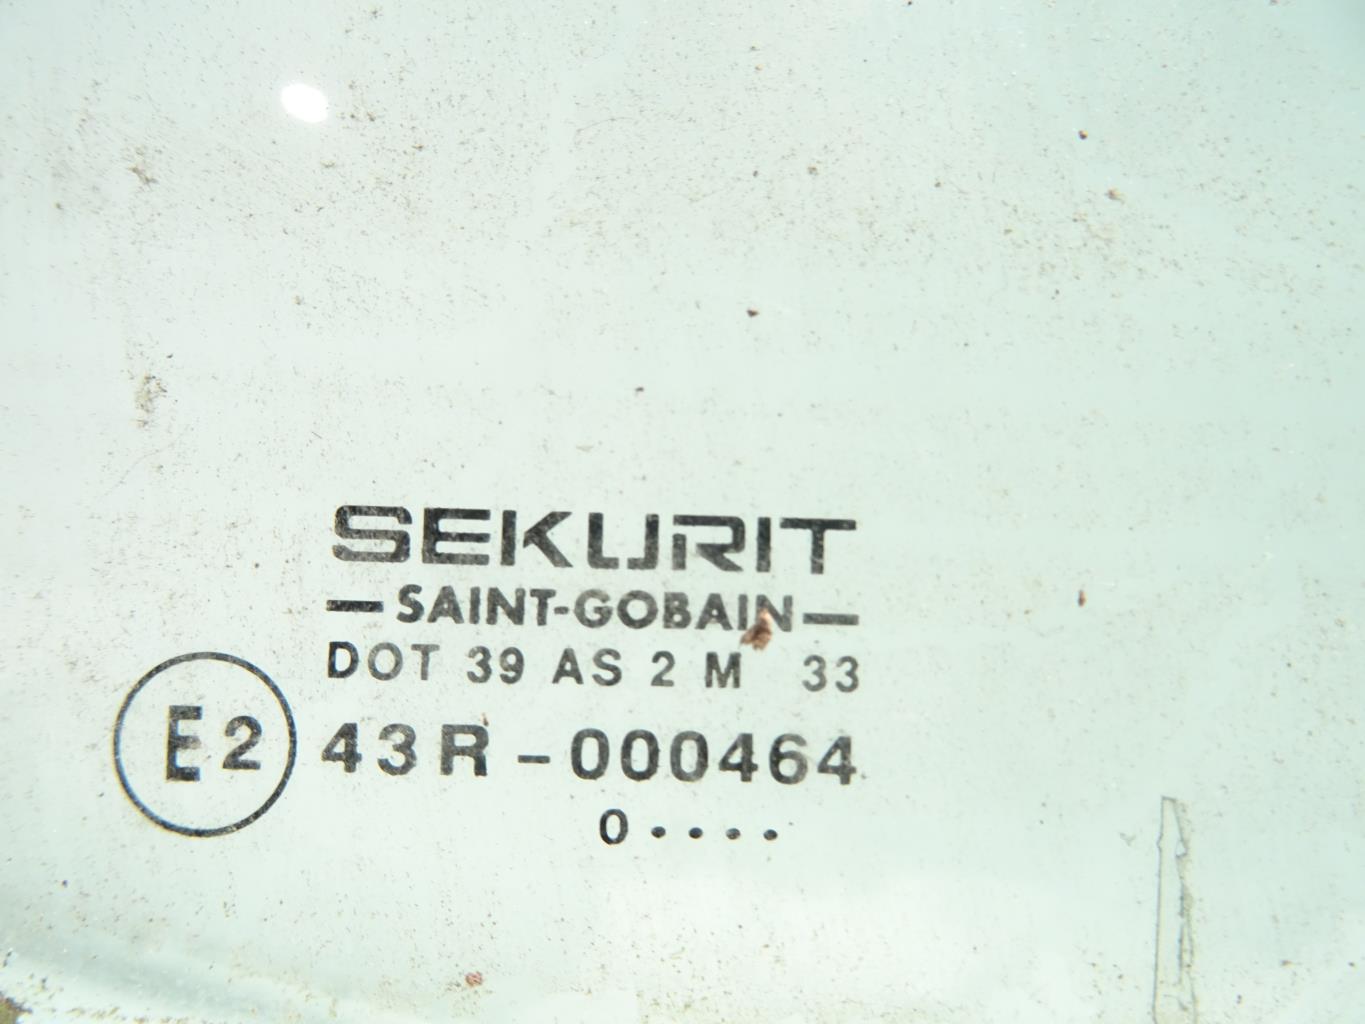 SEKURIT
—SAINT-GOBAIN—
DOT 39 AS 2 M 33
E2 43R-000464
0····